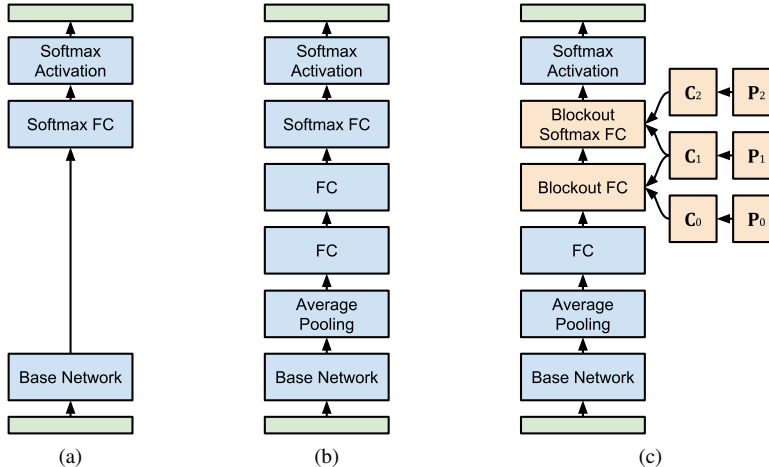 Softmax
Activation
Softmax FC
Base Network
(a)
Softmax
Activation
Softmax FC
FC
FC
Average
Pooling
Base Network
(b)
Softmax
Activation
Blockout
Softmax FC
Blockout FC
FC
Average
Pooling
Base Network
C2
P2
C1
P1
C0
P0
(c)